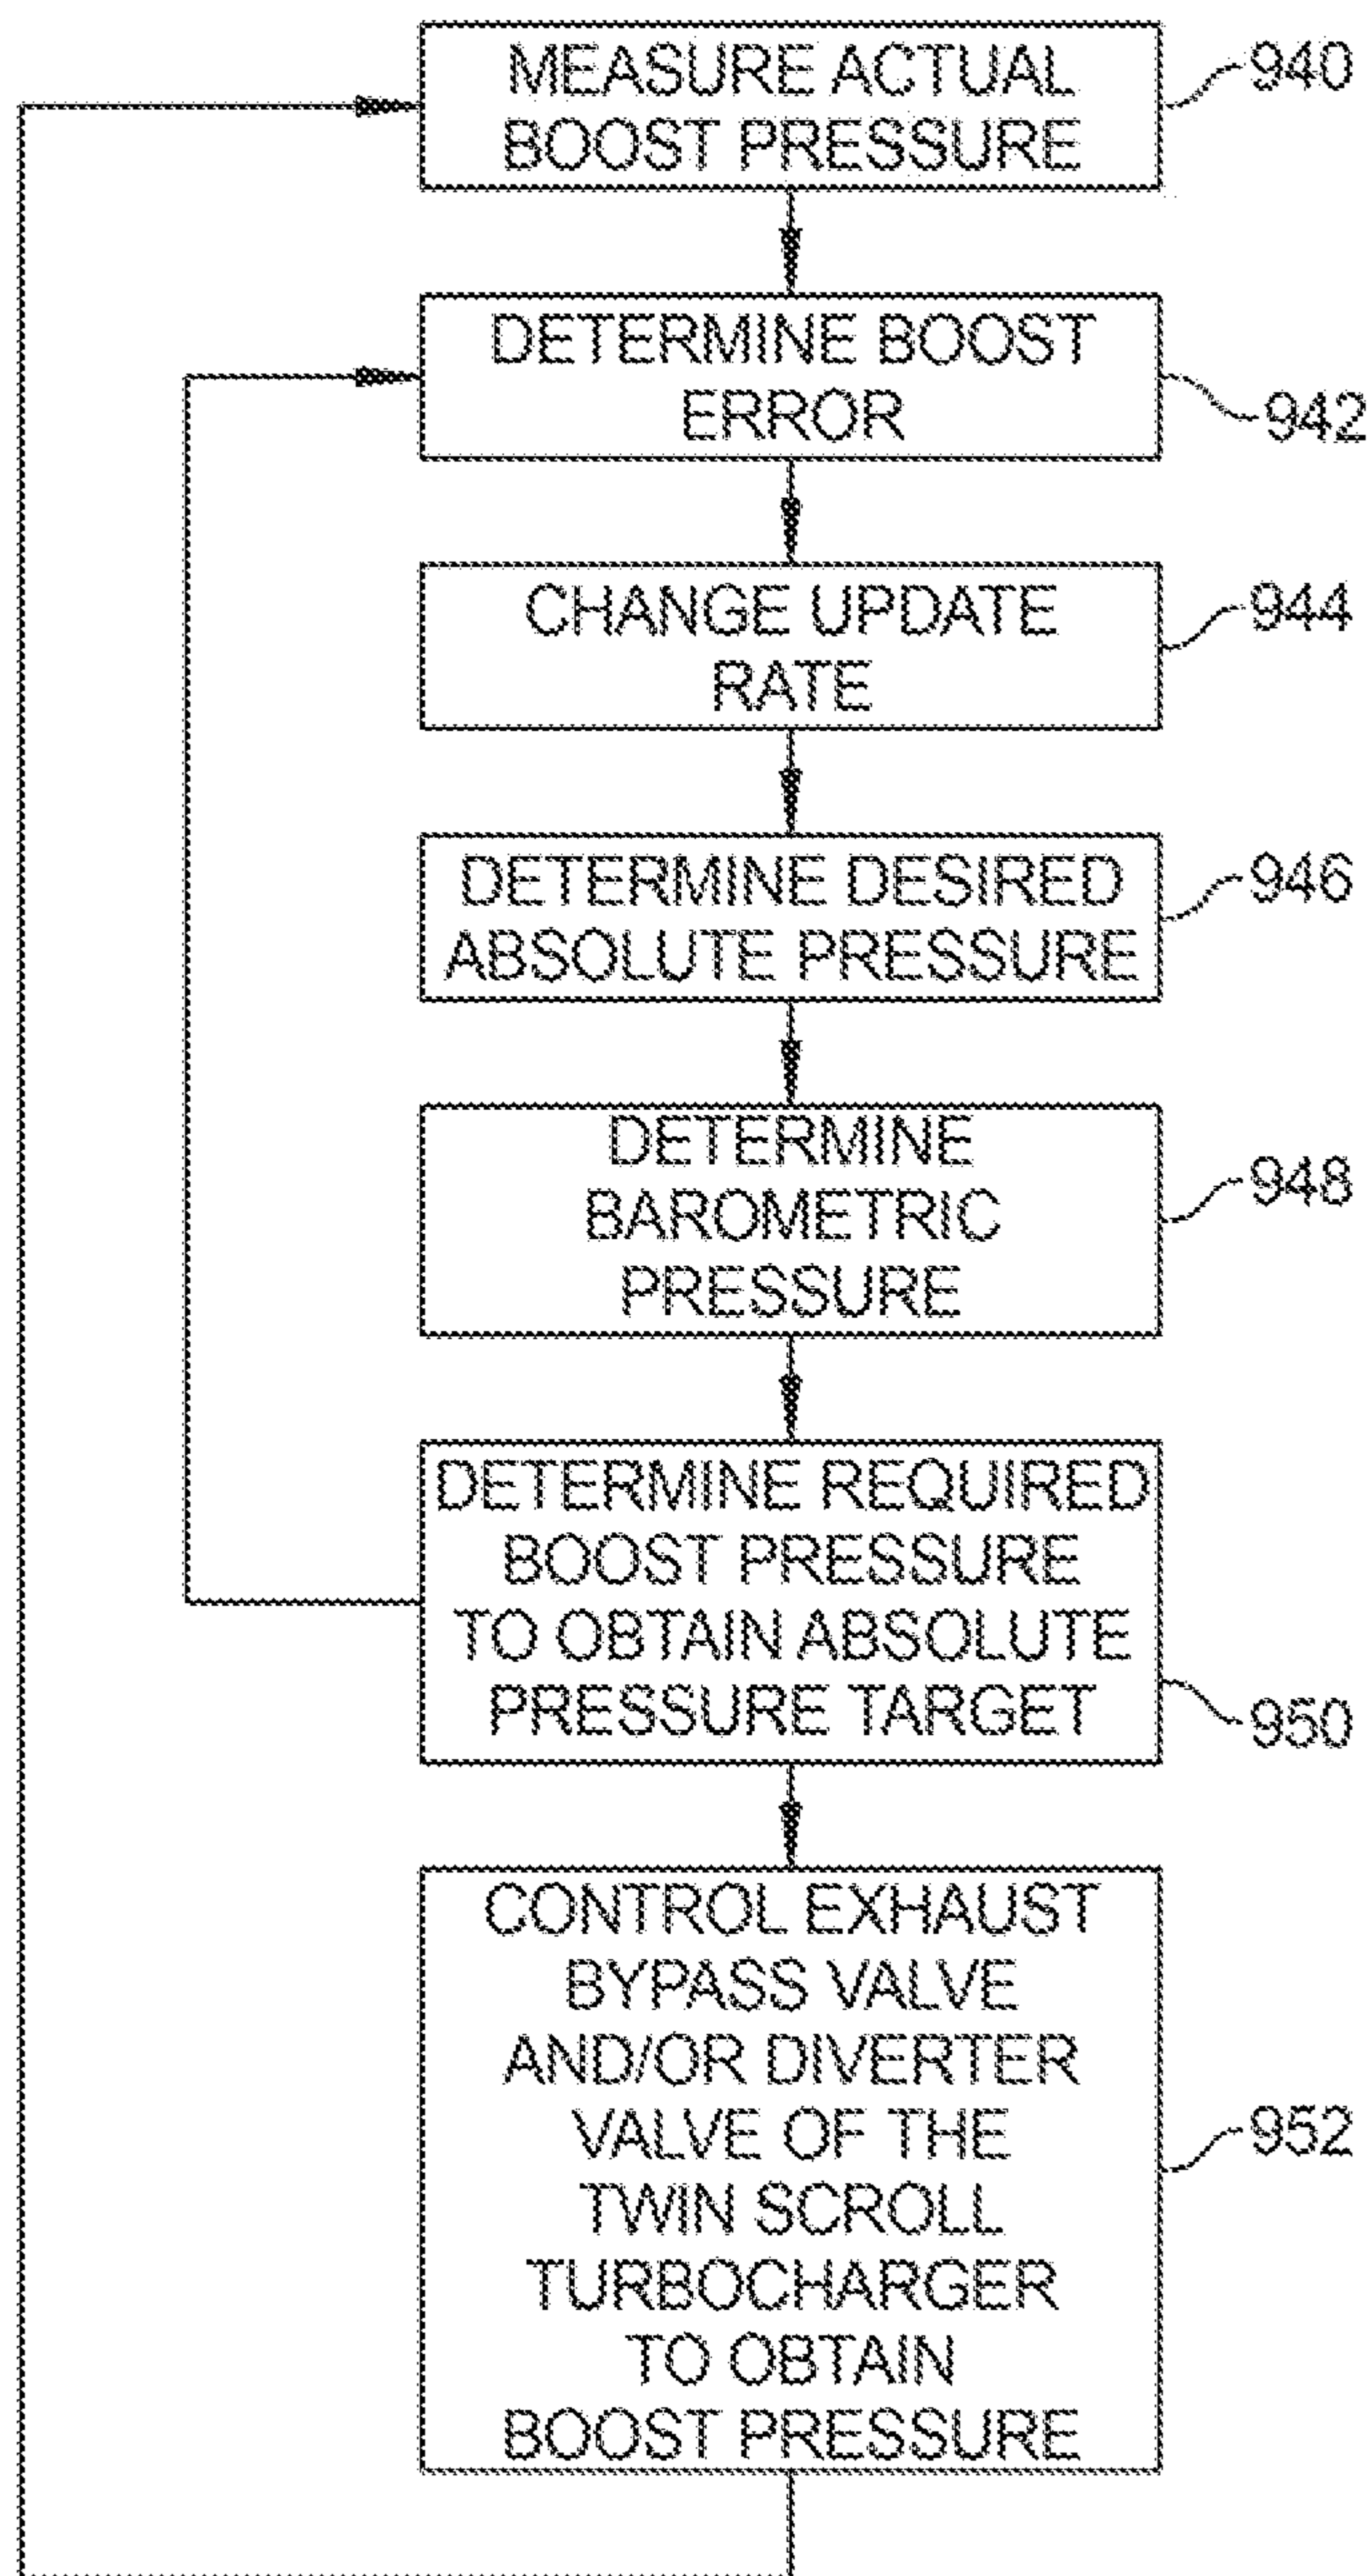 MEASURE ACTUAL
BOOST PRESSURE
940
DETERMINE BOOST
ERROR
942
CHANGE UPDATE
RATE
944
DETERMINE DESIRED
ABSOLUTE PRESSURE
946
DETERMINE
BAROMETRIC
PRESSURE
948
DETERMINE REQUIRED
BOOST PRESSURE
TO OBTAIN ABSOLUTE
PRESSURE TARGET
950
CONTROL EXHAUST
BYPASS VALVE
AND/OR DIVERTER
VALVE OF THE
TWIN SCROLL
TURBOCHARGER
TO OBTAIN
BOOST PRESSURE
952